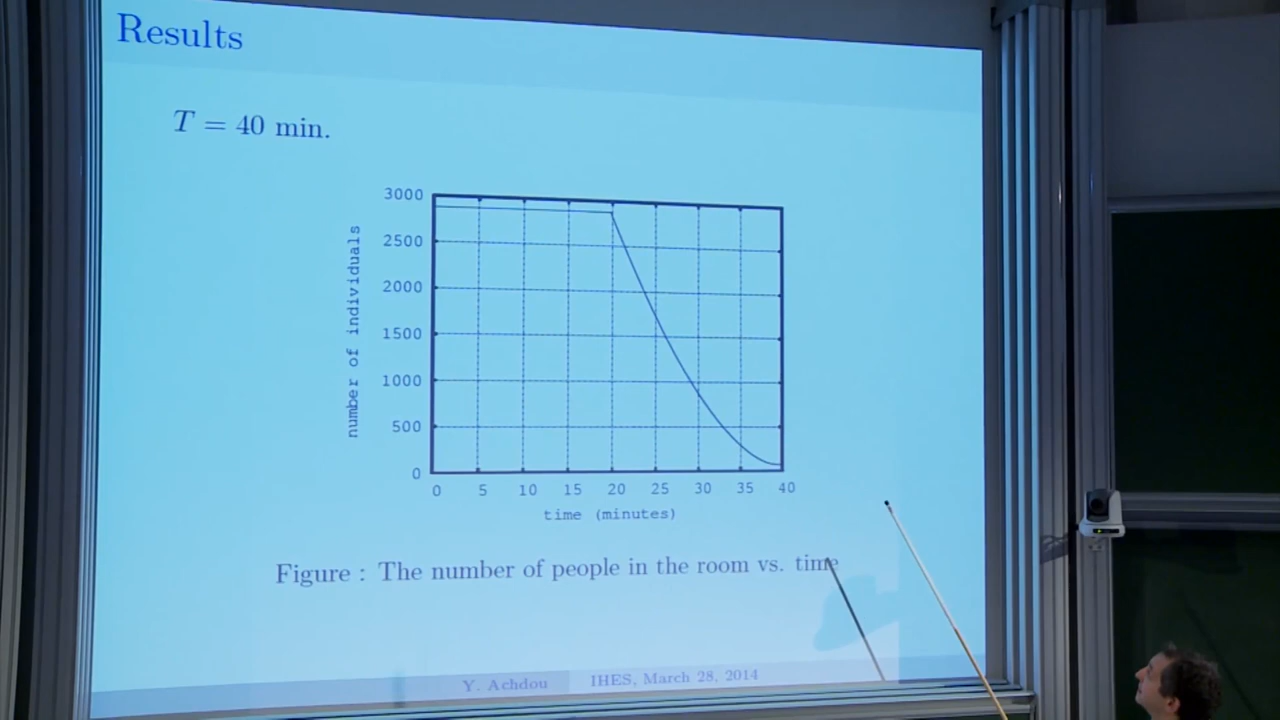 Results
T = 40 min.
3000
2500
2000
1500
1000
500
0
number of individuals
0 5 10 15 20 25 30 35 40
time (minutes)
Figure : The number of people in the room vs. time
Y. Achdou IHES, March 28, 2014